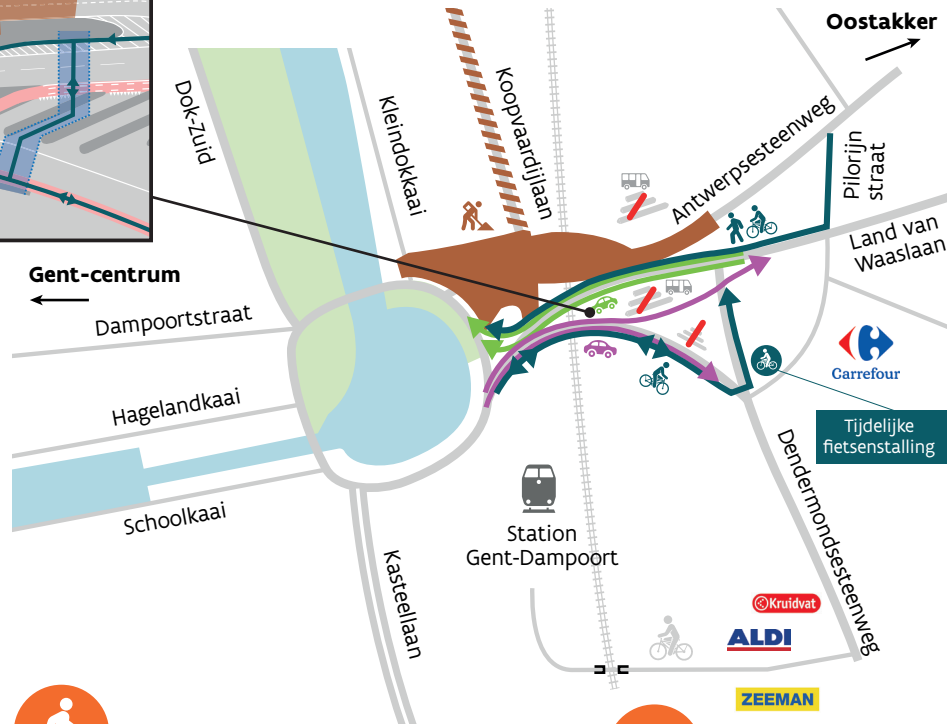 Oostakker
Dok-Zuid
Kleindokkaai
Koopvaardijlaan
Antwerpsesteenweg
Pilorijn
straat
Land van
Waaslaan
Gent-centrum
Dampoortstraat
Carrefour
Hagelandkaai
Tijdelijke
fietsenstalling
Schoolkaai
Dendermondsesteenweg
Station
Gent-Dampoort
Kasteellaan
Kruidvat
ALDI
ZEEMAN